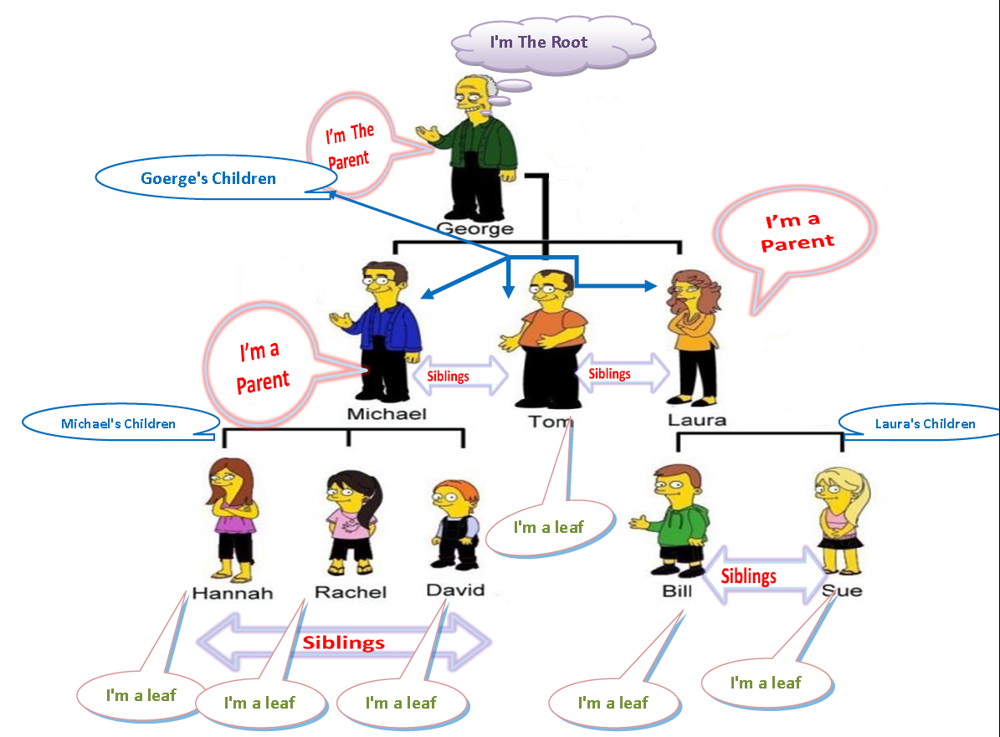 I'm The Root
I'm The
Parent
Goerge's Children
George
I'm a
Parent
I'm a
Parent
Siblings
Siblings
Michael
Tom
Laura
Michael's Children
Laura's Children
I'm a leaf
Siblings
Hannah
Rachel
David
Bill
Sue
Siblings
I'm a leaf
I'm a leaf
I'm a leaf
I'm a leaf
I'm a leaf